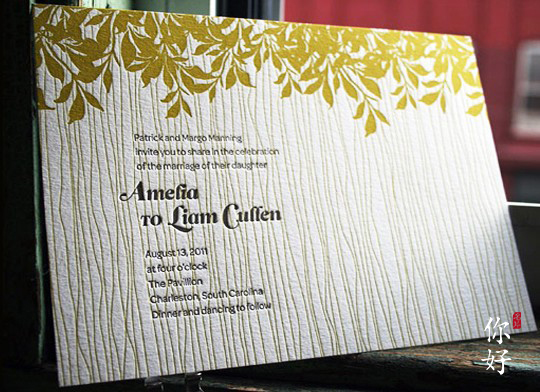 Patrick and Margo Manning
invite you to share in the celebration
of the marriage of their daughter
Amelia
to Liam Cullen
August 13, 2011
at four o'clock
The Pavillion
Charleston, South Carolina
Dinner and dancing to follow
你
好